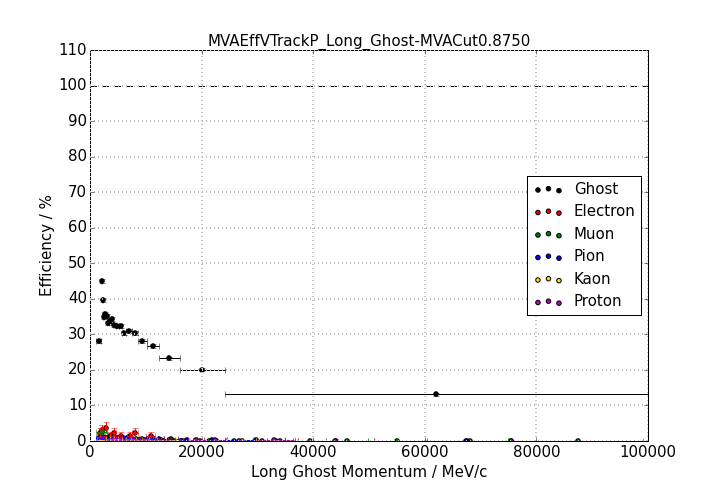 MVAEffVTrackP_Long_Ghost-MVACut0.8750
110
100
90
80
70
60
50
40
30
20
10
0
Efficiency / %
Ghost
Electron
Muon
Pion
Kaon
Proton
0 20000 40000 60000 80000 100000
Long Ghost Momentum / MeV/c